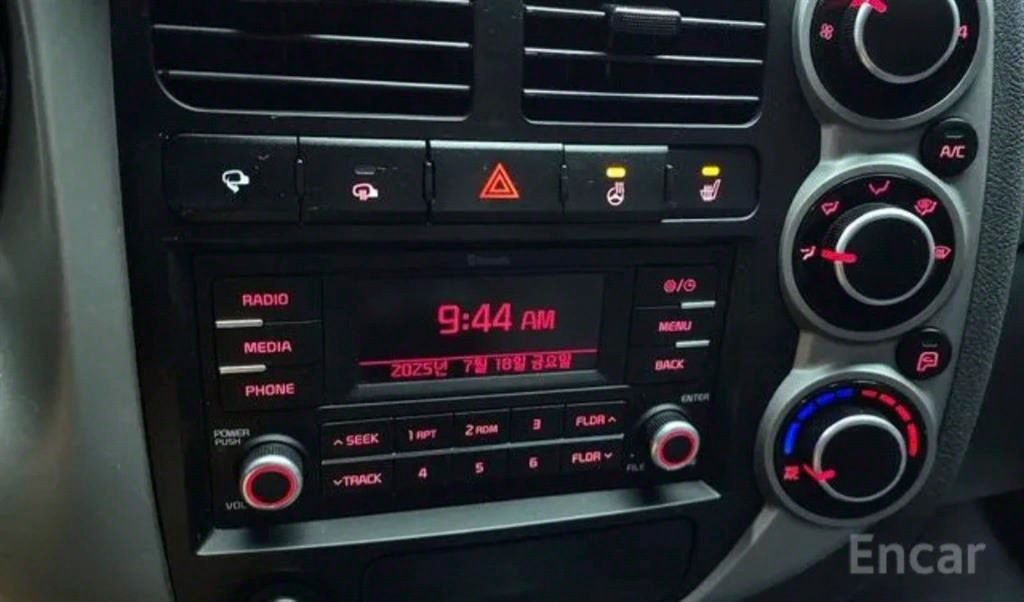 4
A/C
RADIO
MEDIA
PHONE
9:44 AM
2025년 7월 18일 금요일
MENU
BACK
POWER
PUSH
VOL
ENTER
FILE
∧ SEEK
1 RPT
2 RDM
3
FLDR ∧
∨ TRACK
4
5
6
FLDR ∨
Encar